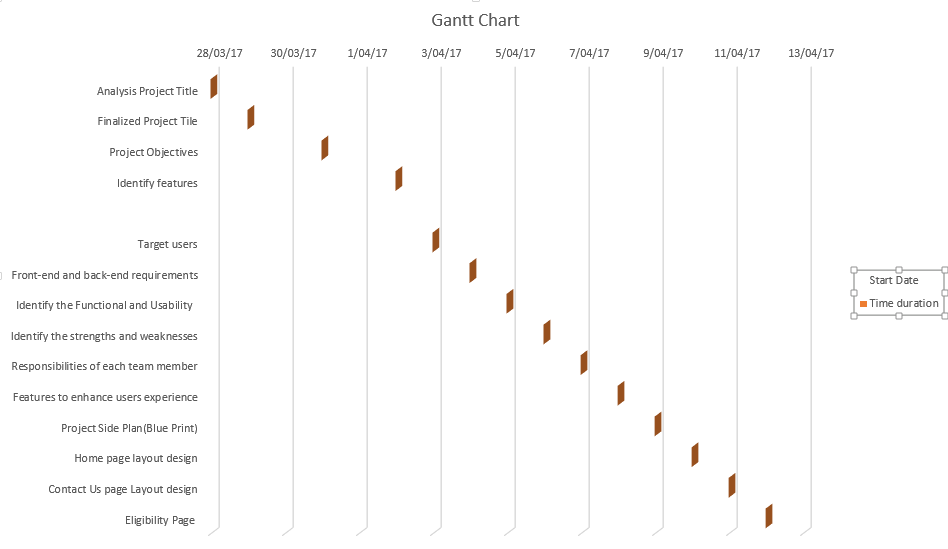 Gantt Chart
28/03/17 30/03/17 1/04/17 3/04/17 5/04/17 7/04/17 9/04/17 11/04/17 13/04/17
Analysis Project Title
Finalized Project Tile
Project Objectives
Identify features
Target users
Front-end and back-end requirements
Identify the Functional and Usability
Identify the strengths and weaknesses
Responsibilities of each team member
Features to enhance users experience
Project Side Plan(Blue Print)
Home page layout design
Contact Us page Layout design
Eligibility Page
Start Date
Time duration